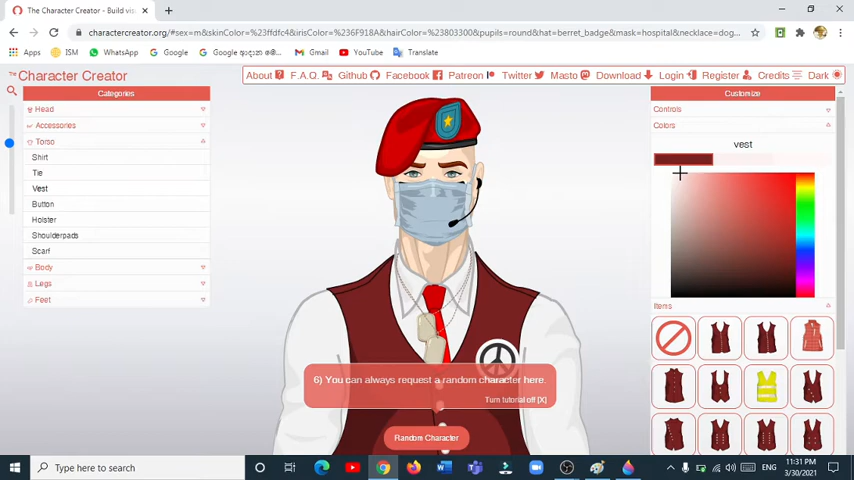 The Character Creator - Build vis
charactercreator.org/#sex=m&skinColor=%23ffdfc4&irisColor=%236F918A&hairColor=%23803300&pupils=round&hat=berret_badge&mask=hospital&necklace=dog...
Apps ISM WhatsApp Google Google අදාන ම... Gmail YouTube Translate
The Character Creator
About F.A.Q. Github Facebook Patreon Twitter Masto Download Login Register Credits Dark
Categories
Head
Accessories
Torso
Shirt
Tie
Vest
Button
Holster
Shoulderpads
Scarf
Body
Legs
Feet
Customize
Controls
Colors
vest
Items
6) You can always request a random character here.
Turn tutorial off [X]
Random Character
Type here to search
ENG
11:31 PM
3/30/2021